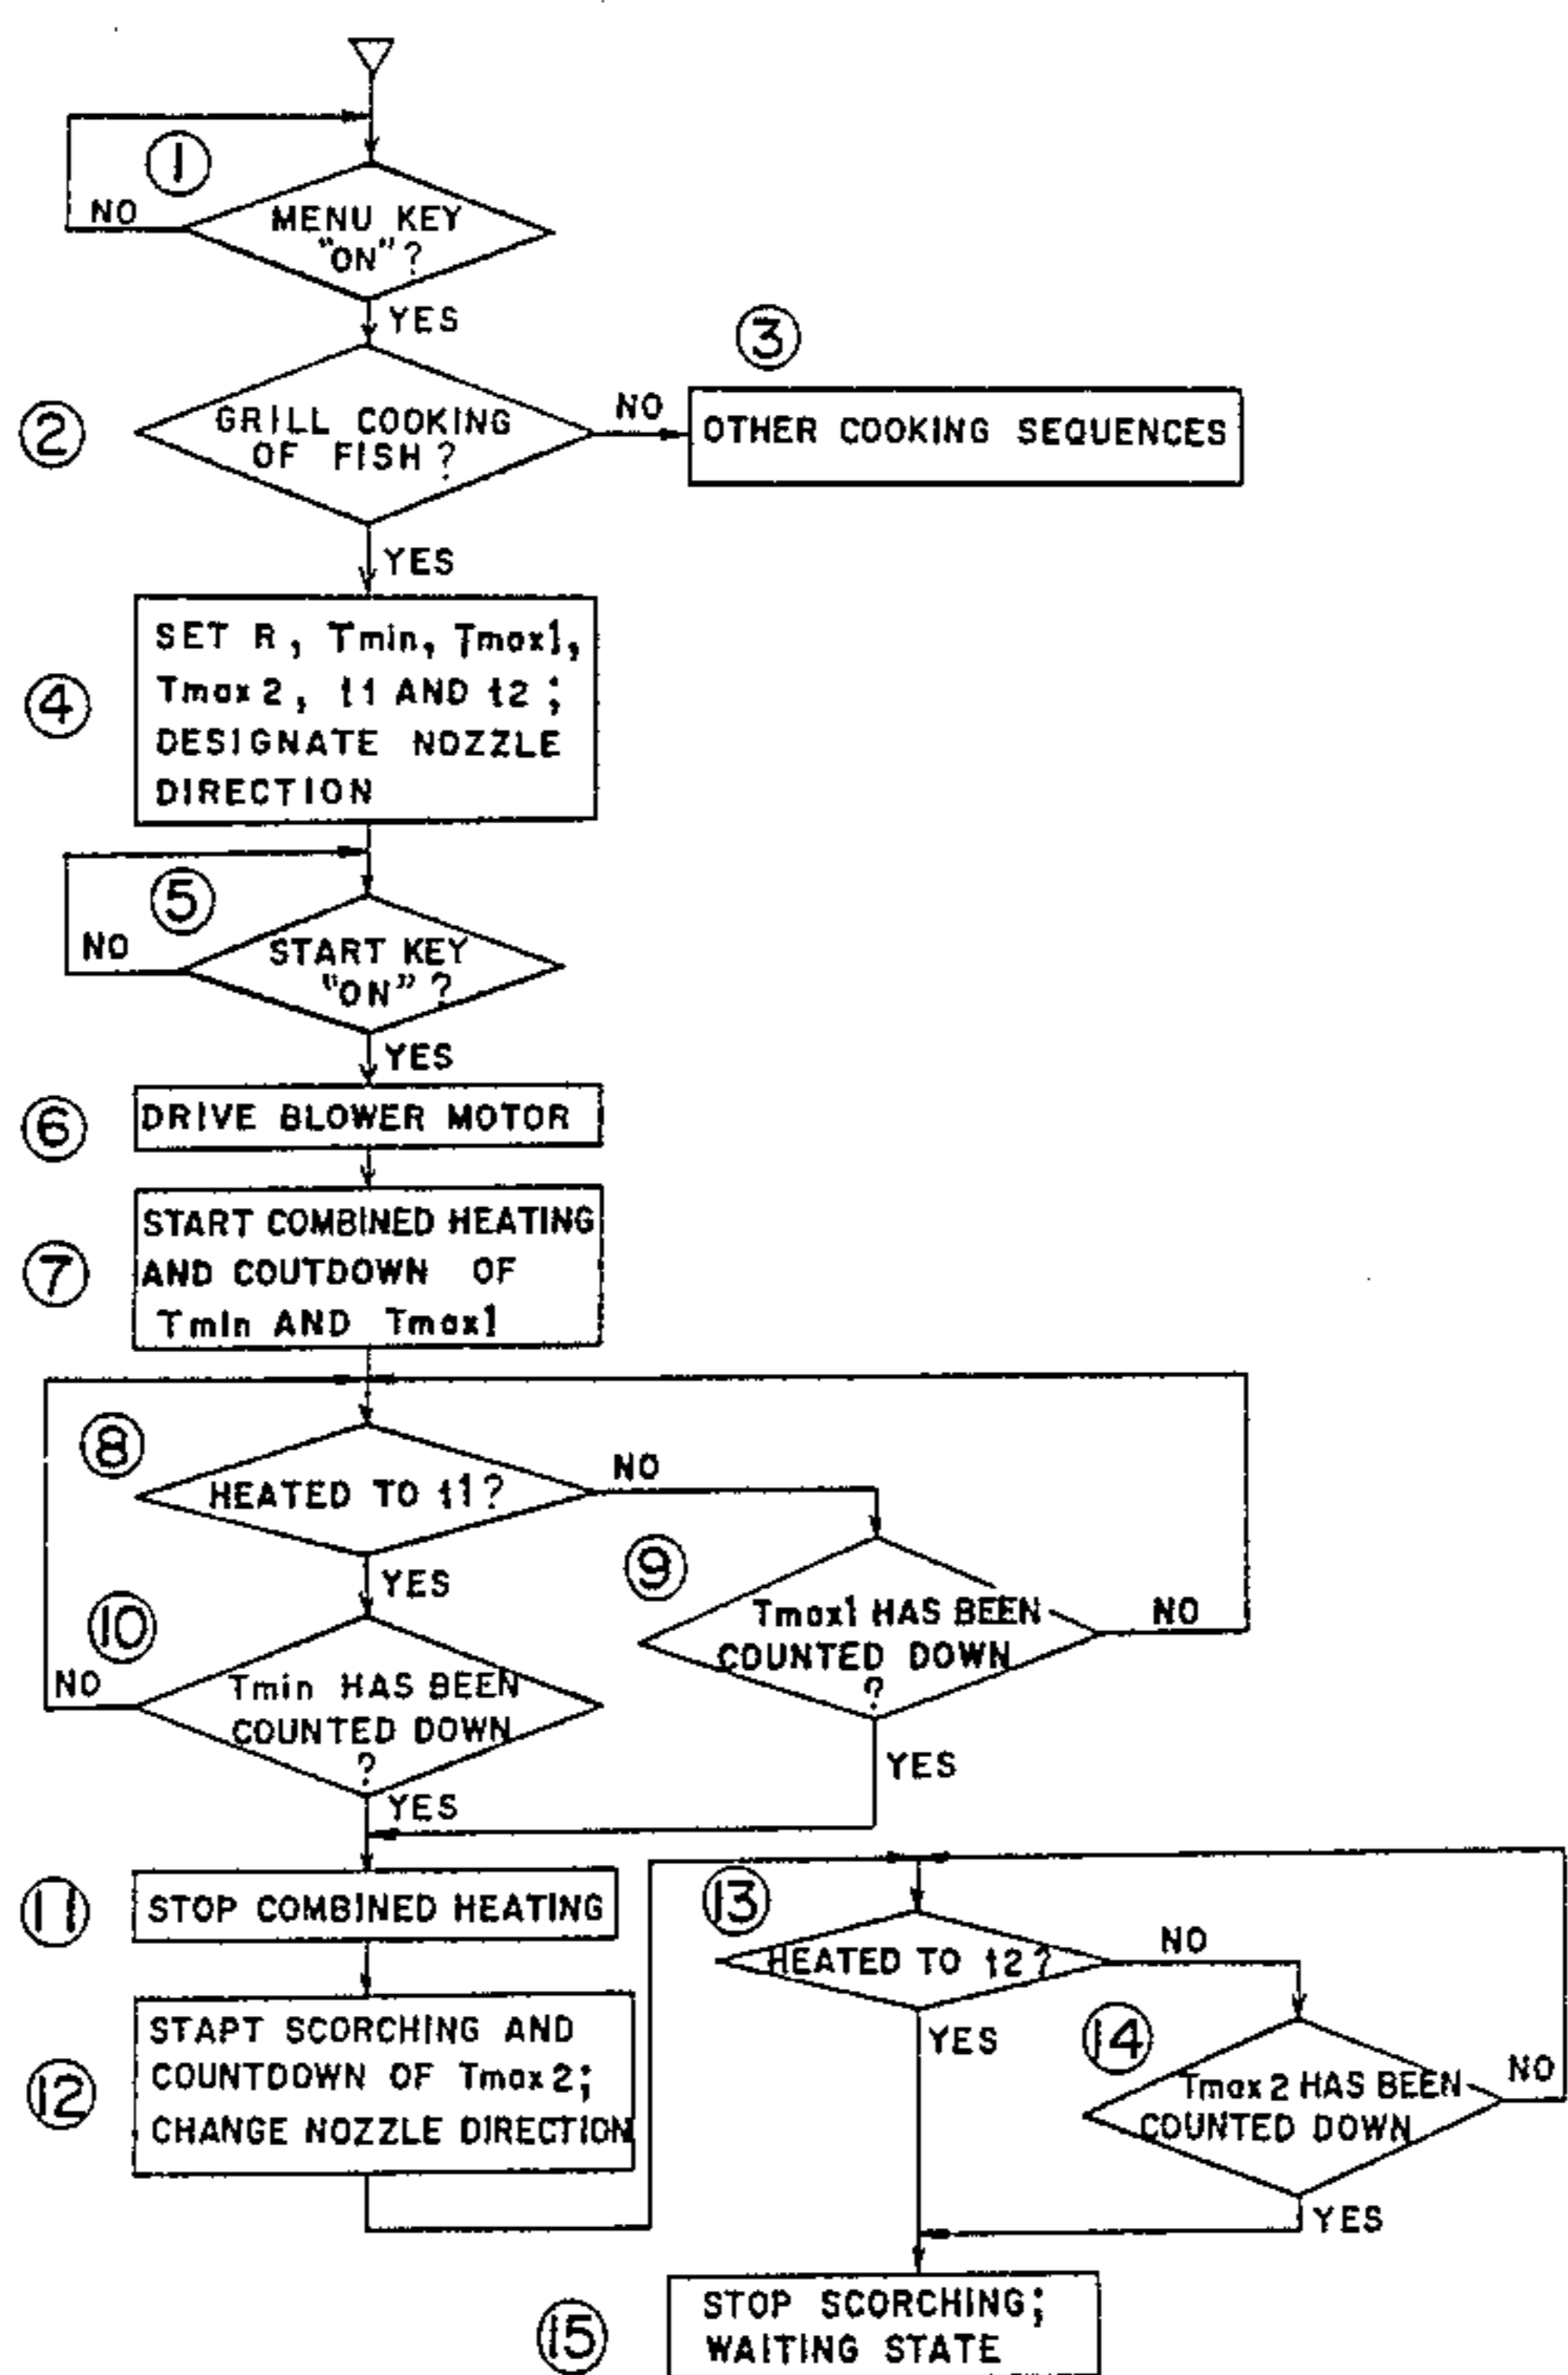 ①
NO
MENU KEY
"ON"?
YES
③
②
GRILL COOKING
OF FISH?
NO
OTHER COOKING SEQUENCES
YES
④
SET R, Tmin, Tmax1,
Tmax2, t1 AND t2;
DESIGNATE NOZZLE
DIRECTION
⑤
NO
START KEY
"ON"?
YES
⑥
DRIVE BLOWER MOTOR
⑦
START COMBINED HEATING
AND COUTDOWN OF
Tmin AND Tmax1
⑧
HEATED TO t1?
NO
YES
⑨
Tmax1 HAS BEEN
COUNTED DOWN
?
NO
YES
⑩
NO
Tmin HAS BEEN
COUNTED DOWN
?
YES
⑪
STOP COMBINED HEATING
⑫
STAPT SCORCHING AND
COUNTDOWN OF Tmax2;
CHANGE NOZZLE DIRECTION
⑬
HEATED TO t2?
NO
YES
⑭
Tmax2 HAS BEEN
COUNTED DOWN
NO
YES
⑮
STOP SCORCHING;
WAITING STATE